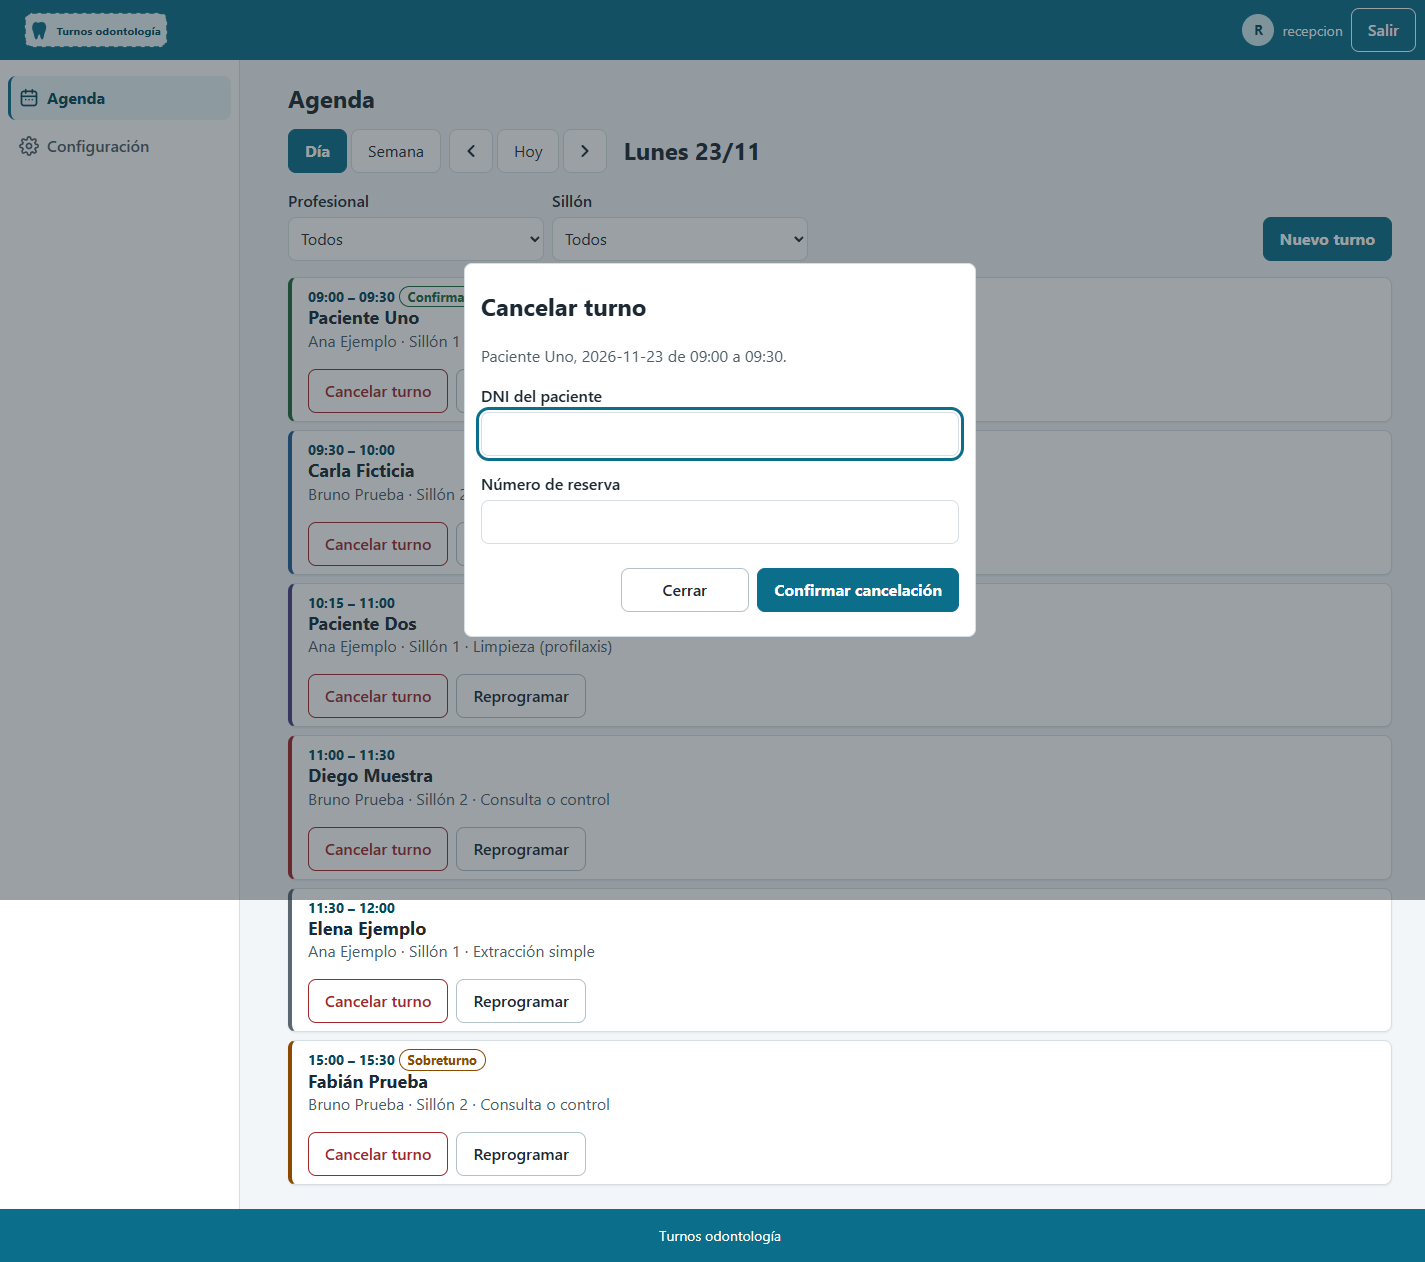 Turnos odontología
R recepcion Salir
Agenda
Configuración
Agenda
Día Semana Hoy Lunes 23/11
Profesional Sillón
Todos Todos Nuevo turno
09:00 – 09:30
Paciente Uno
Ana Ejemplo · Sillón 1
Cancelar turno
09:30 – 10:00
Carla Ficticia
Bruno Prueba · Sillón 2
Cancelar turno
Cancelar turno
Paciente Uno, 2026-11-23 de 09:00 a 09:30.
DNI del paciente
Número de reserva
Cerrar Confirmar cancelación
10:15 – 11:00
Paciente Dos
Ana Ejemplo · Sillón 1 · Limpieza (profilaxis)
Cancelar turno Reprogramar
11:00 – 11:30
Diego Muestra
Bruno Prueba · Sillón 2 · Consulta o control
Cancelar turno Reprogramar
11:30 – 12:00
Elena Ejemplo
Ana Ejemplo · Sillón 1 · Extracción simple
Cancelar turno Reprogramar
15:00 – 15:30 Sobreturno
Fabián Prueba
Bruno Prueba · Sillón 2 · Consulta o control
Cancelar turno Reprogramar
Turnos odontología